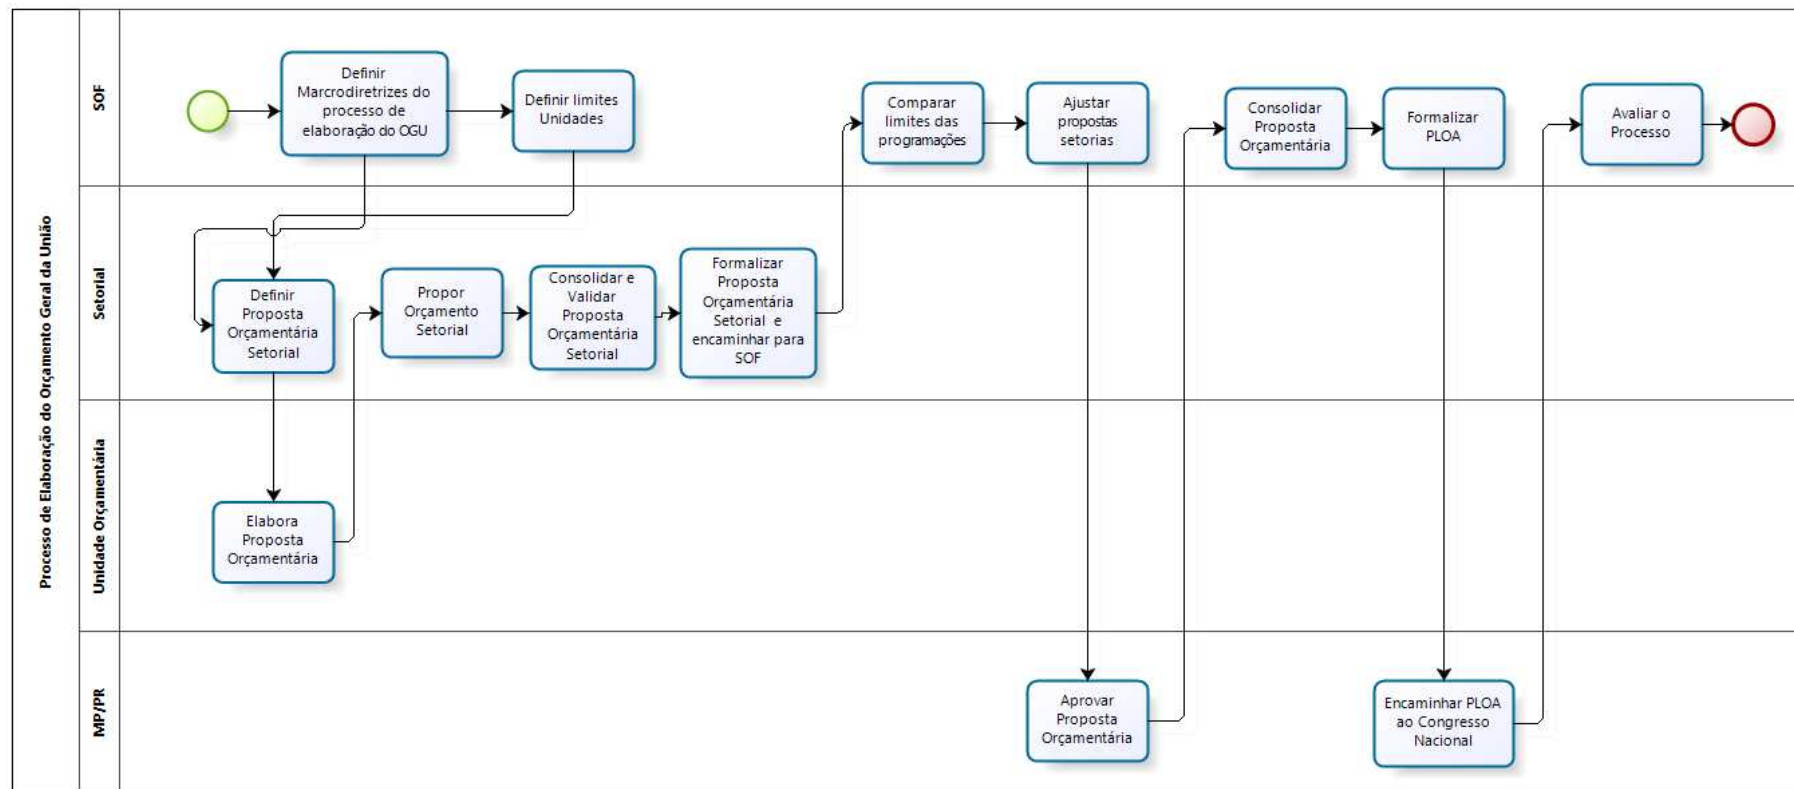 Processo de Elaboração do Orçamento Geral da União
SOF
Definir
Marcrodiretrizes do
processo de
elaboração do OGU
Definir limites
Unidades
Comparar
limites das
programações
Ajustar
propostas
setorias
Consolidar
Proposta
Orçamentária
Formalizar
PLOA
Avaliar o
Processo
Setorial
Definir
Proposta
Orçamentária
Setorial
Propor
Orçamento
Setorial
Consolidar e
Validar
Proposta
Orçamentária
Setorial
Formalizar
Proposta
Orçamentária
Setorial e
encaminhar para
SOF
Unidade Orçamentária
Elabora
Proposta
Orçamentária
MP/PR
Aprovar
Proposta
Orçamentária
Encaminhar PLOA
ao Congresso
Nacional